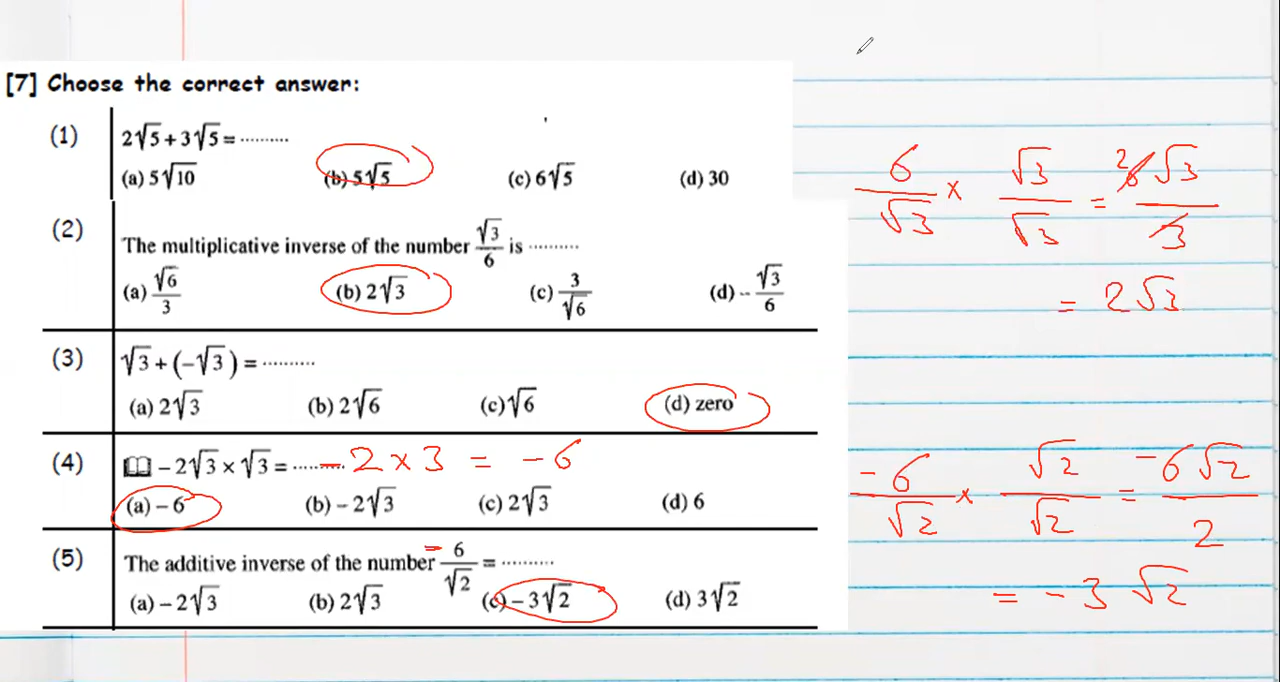 [7] Choose the correct answer:
(1) 2√5 + 3√5 = ..........
(a) 5√10 (b) 5√5 (c) 6√5 (d) 30
(2) The multiplicative inverse of the number √3/6 is ..........
(a) √6/3 (b) 2√3 (c) 3/√6 (d) -√3/6
(3) √3 + (-√3) = ..........
(a) 2√3 (b) 2√6 (c) √6 (d) zero
(4) -2√3 × √3 = ........ - 2 × 3 = -6
(a) -6 (b) -2√3 (c) 2√3 (d) 6
(5) The additive inverse of the number - 6/√2 = ..........
(a) -2√3 (b) 2√3 (c) -3√2 (d) 3√2
6/√3 × √3/√3 = 2 6√3/3
= 2√3
-6/√2 × √2/√2 = -6√2/2
= -3√2